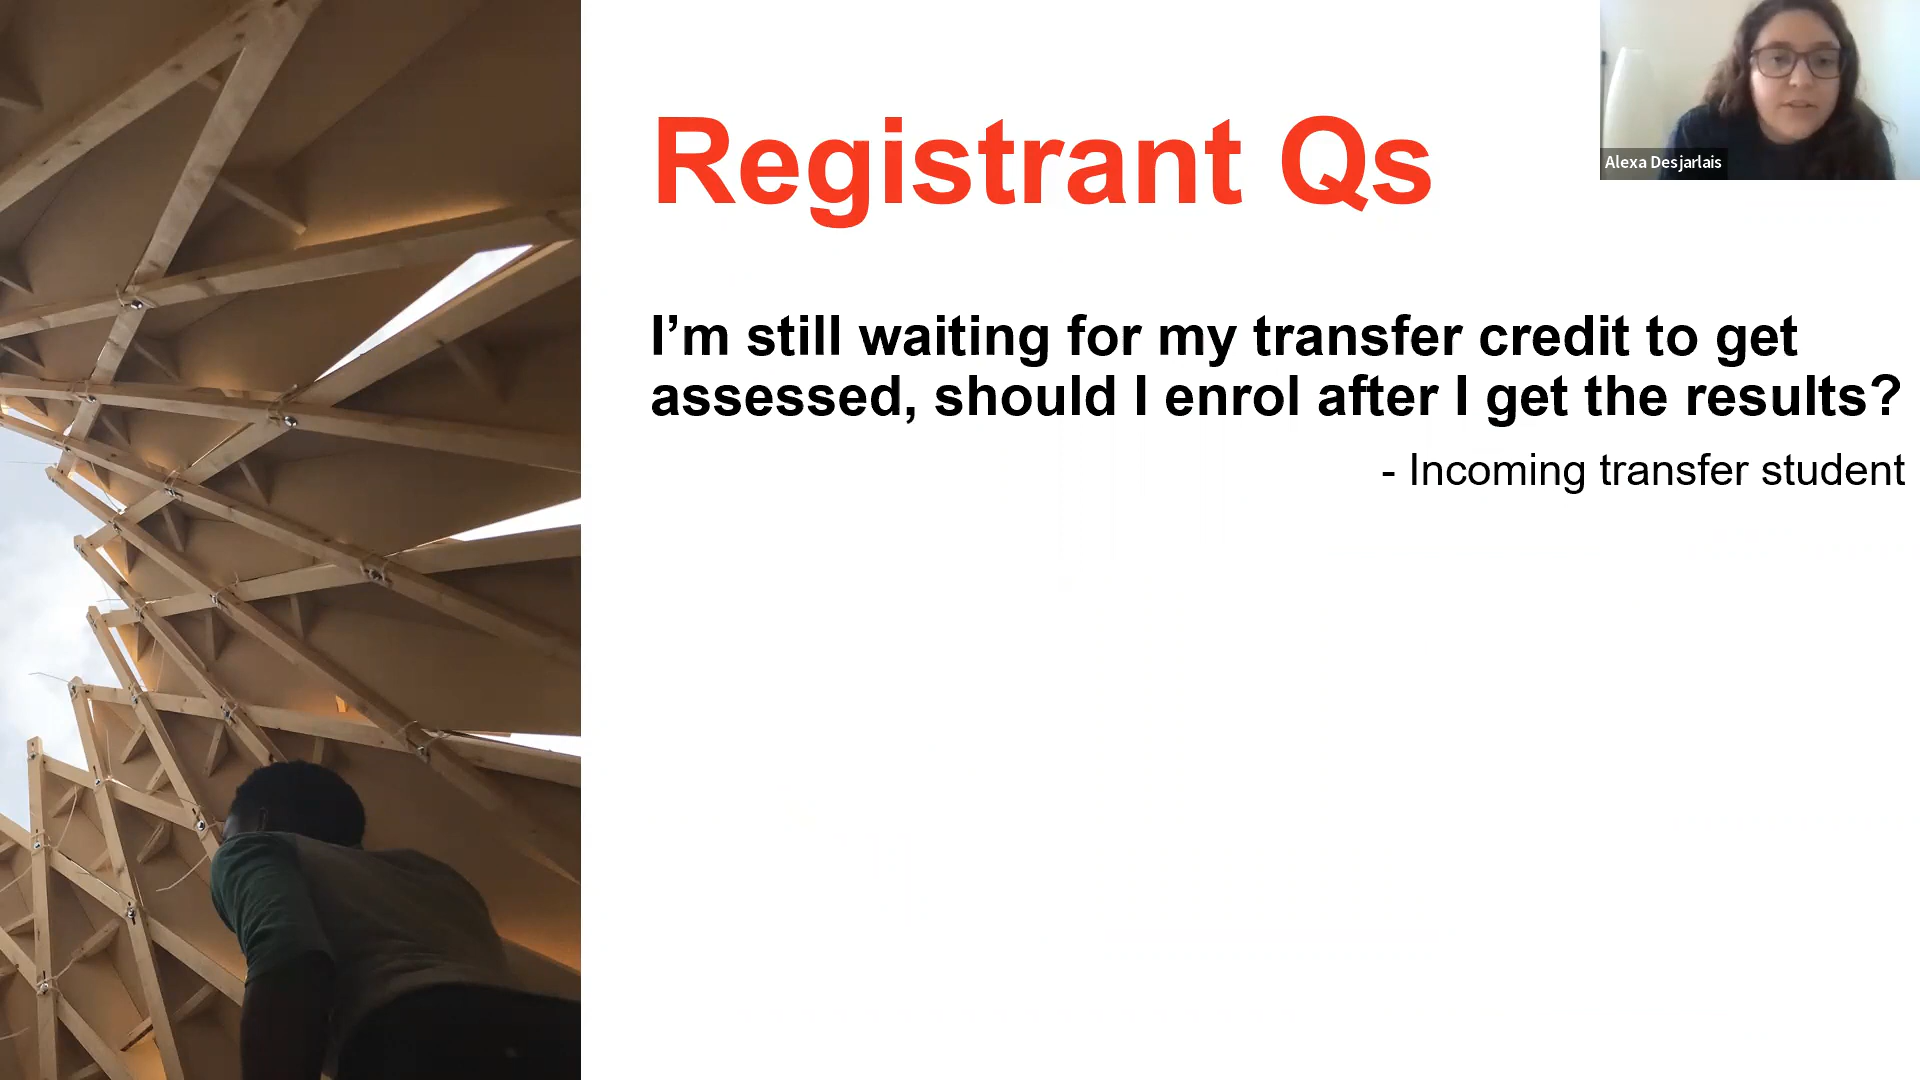 Registrant Qs
Alexa Desjarlais
I’m still waiting for my transfer credit to get
assessed, should I enrol after I get the results?
- Incoming transfer student